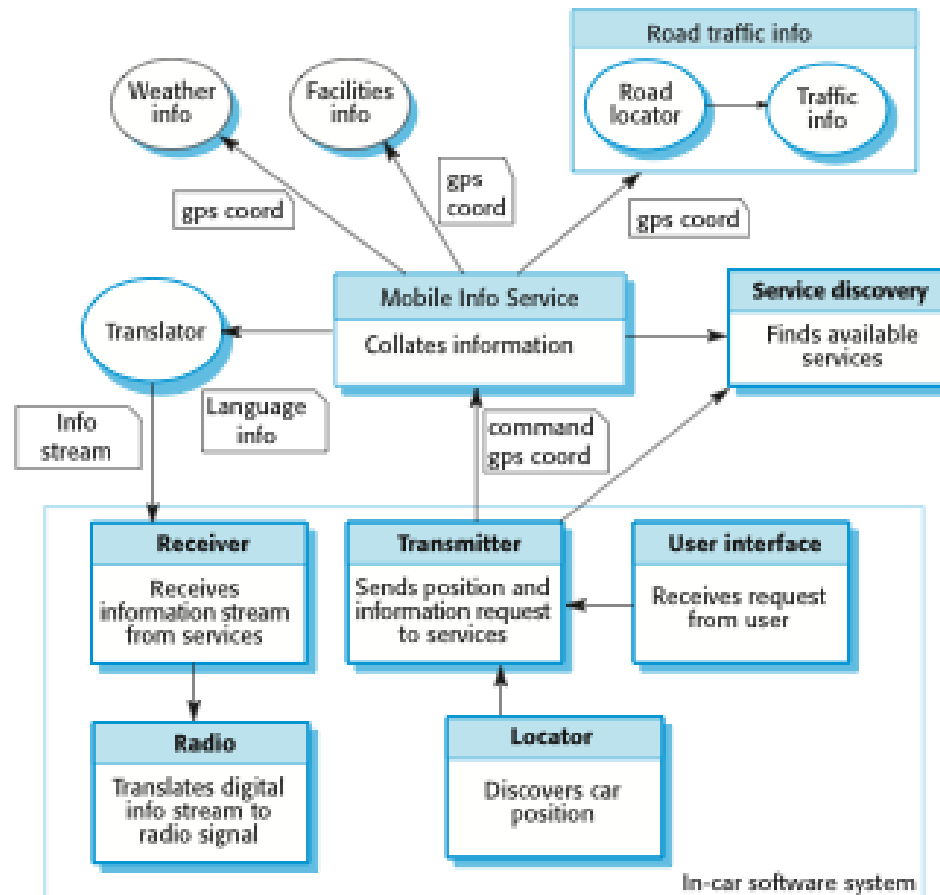 Road traffic info
Weather
info
Facilities
info
Road
locator
Traffic
info
gps coord
gps
coord
gps coord
Mobile Info Service
Collates information
Service discovery
Finds available
services
Translator
Info
stream
Language
info
command
gps coord
Receiver
Receives
information stream
from services
Transmitter
Sends position and
information request
to services
User interface
Receives request
from user
Radio
Translates digital
info stream to
radio signal
Locator
Discovers car
position
In-car software system